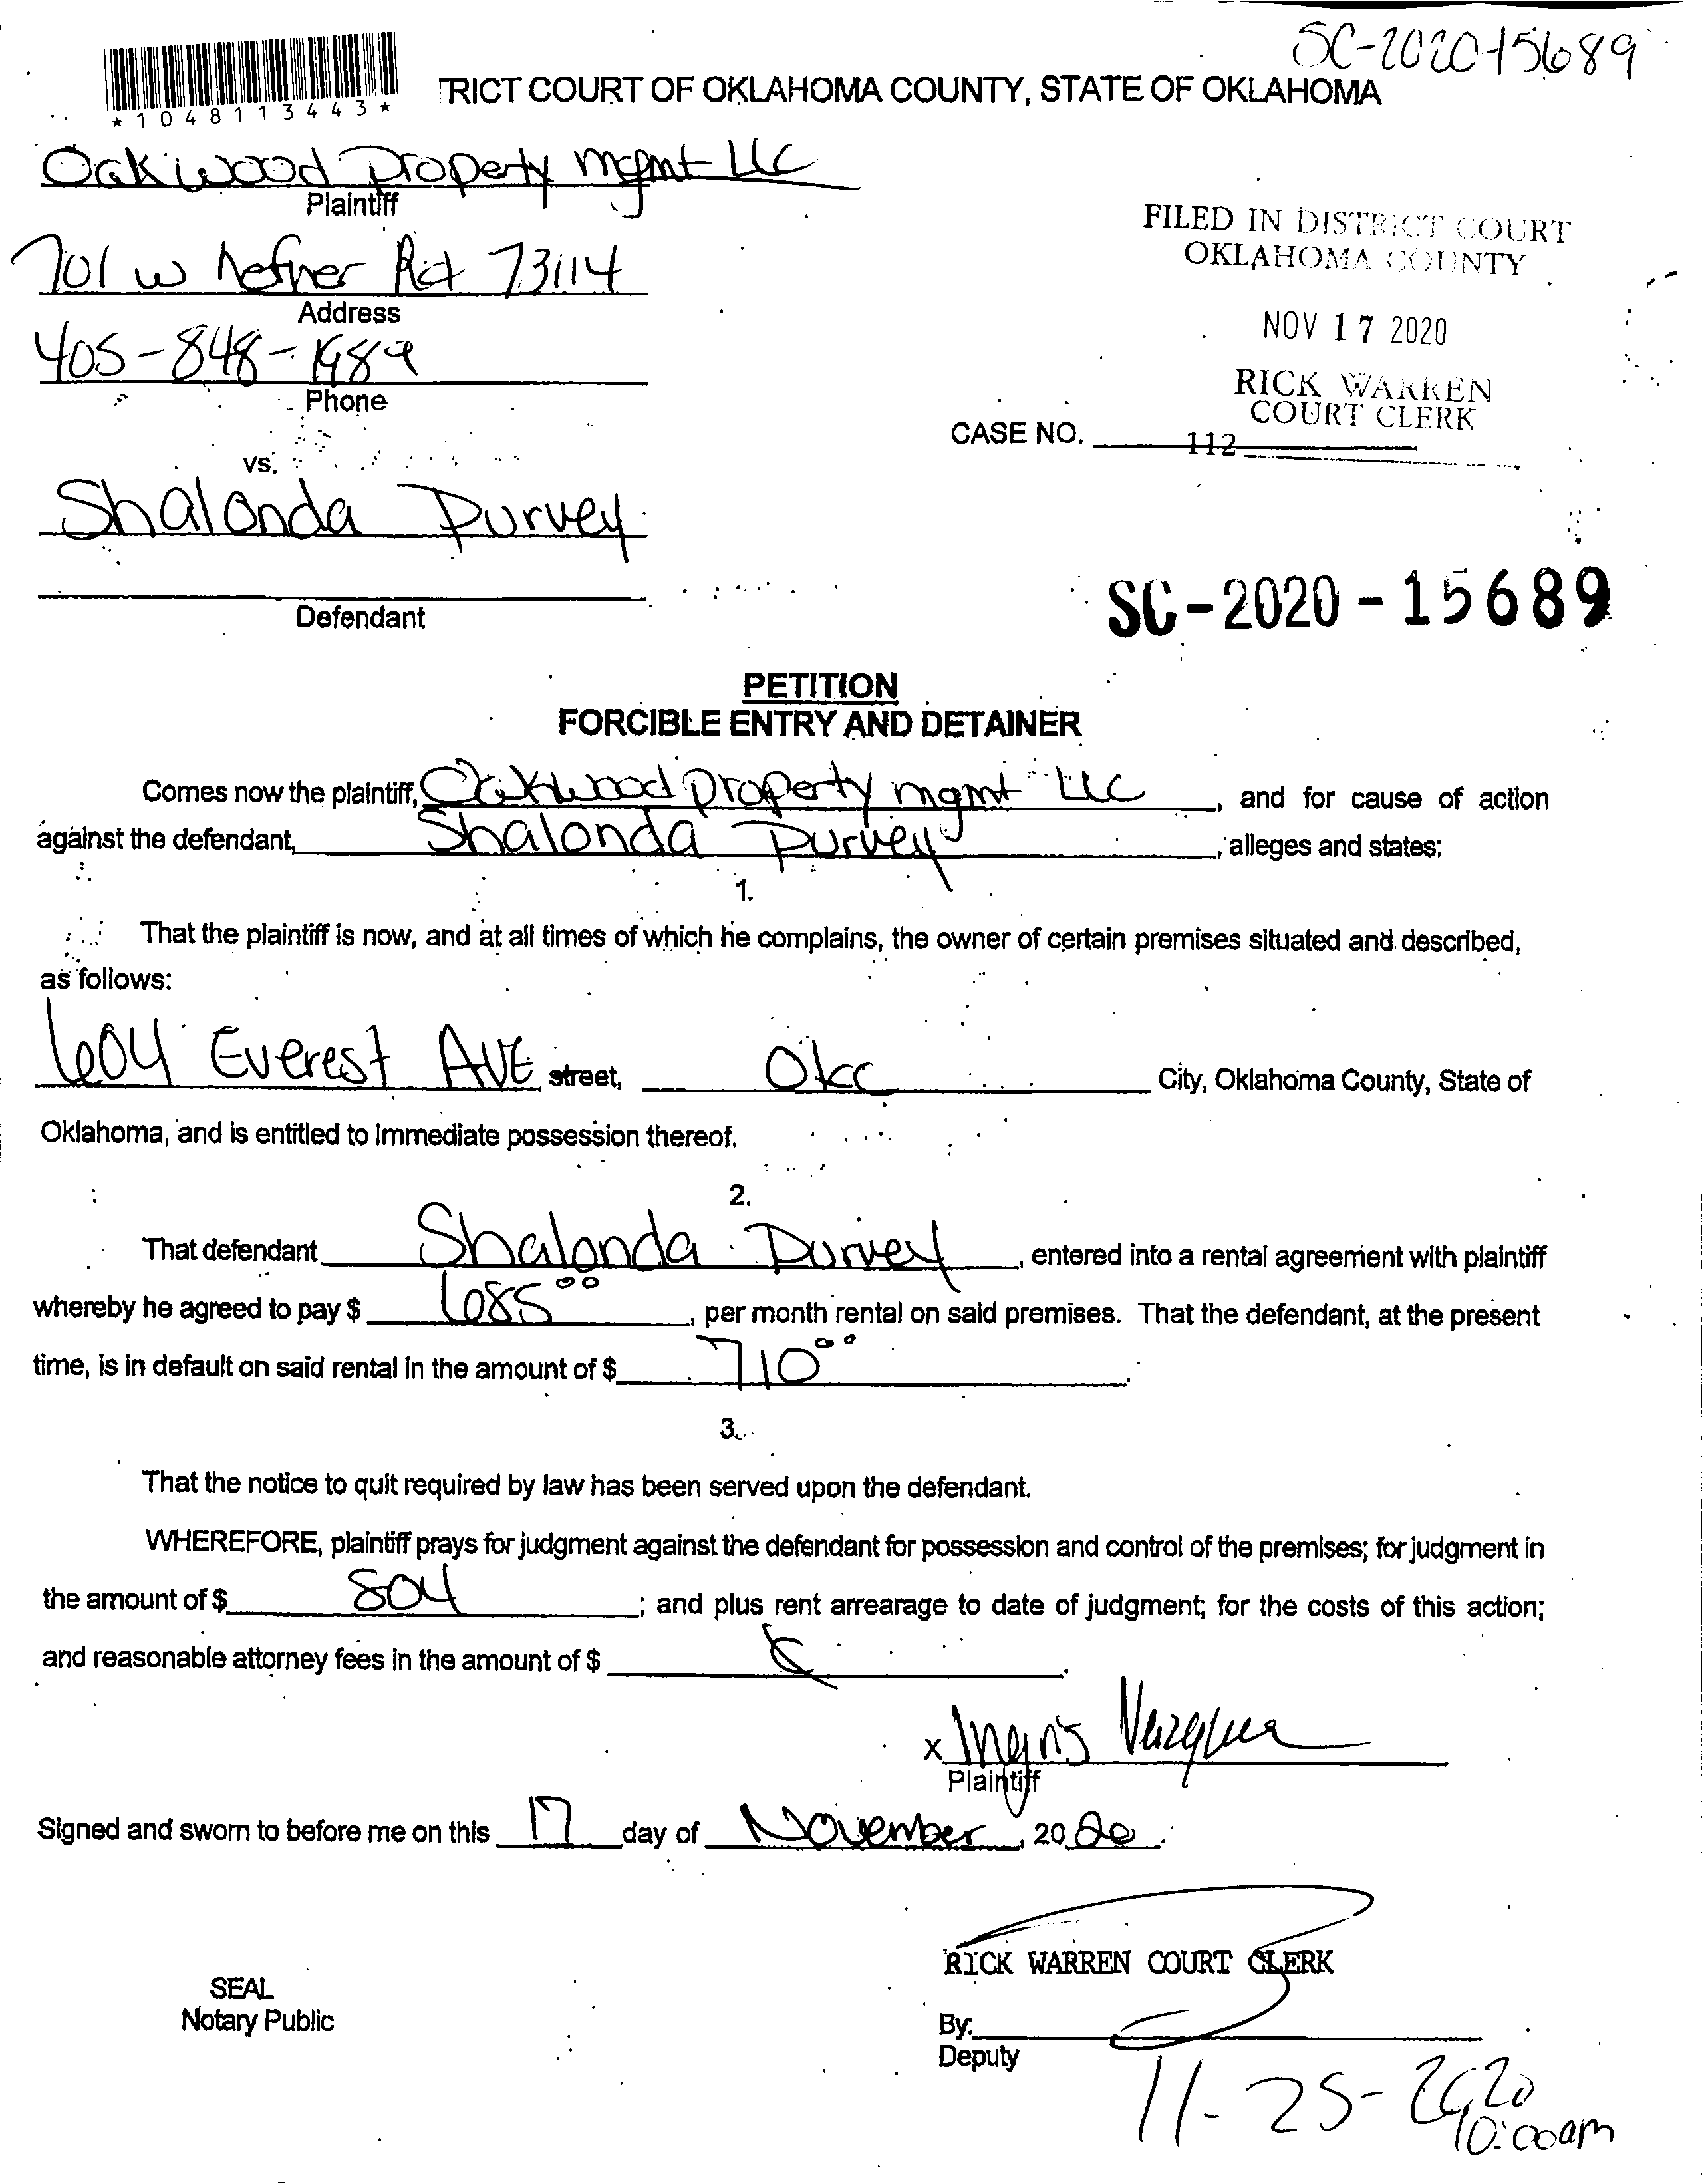 SC-2020-15689
*1048113443*
TRICT COURT OF OKLAHOMA COUNTY, STATE OF OKLAHOMA
Oakwood Property mgmt LLC
Plaintiff
701 w hefner Rd 73114
Address
405-848-1989
Phone
FILED IN DISTRICT COURT
OKLAHOMA COUNTY
NOV 17 2020
RICK WARREN
COURT CLERK
CASE NO. 112
vs.
Shalonda Purvey
Defendant
SC-2020-15689
PETITION
FORCIBLE ENTRY AND DETAINER
Comes now the plaintiff, Oakwood property mgmt LLC, and for cause of action
against the defendant, Shalonda Purvey, alleges and states:
1.
That the plaintiff is now, and at all times of which he complains, the owner of certain premises situated and described,
as follows:
604 Everest AVE street, Okc City, Oklahoma County, State of
Oklahoma, and is entitled to immediate possession thereof.
2.
That defendant Shalonda Purvey, entered into a rental agreement with plaintiff
whereby he agreed to pay $ 685 00, per month rental on said premises. That the defendant, at the present
time, is in default on said rental in the amount of $ 710 00.
3.
That the notice to quit required by law has been served upon the defendant.
WHEREFORE, plaintiff prays for judgment against the defendant for possession and control of the premises; for judgment in
the amount of $ 804; and plus rent arrearage to date of judgment; for the costs of this action;
and reasonable attorney fees in the amount of $
x Vazquez
Plaintiff
Signed and sworn to before me on this 17 day of November, 2020.
RICK WARREN COURT CLERK
SEAL
Notary Public
By:
Deputy
11-25-2020
10:00am